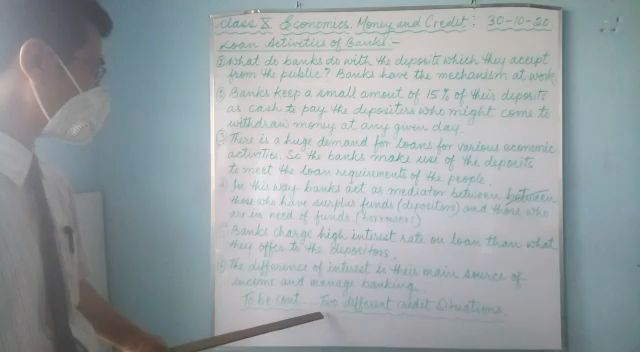 Class X Economics. Money and Credit: 30-10-20
Loan Activities of Banks:-
① What do banks do with the deposits which they accept
from the public? Banks have the mechanism at work.
② Banks keep a small amout of 15% of their deposits
as cash to pay the depositers who might come to
withdraw money at any given day.
③ There is a huge demand for loans for various economic
activities. So the banks make use of the deposits
to meet the loan requirements of the people.
In this way banks act as mediator between between
those who have surplus funds (depositors) and those who
are in need of funds (borrowers)
Banks charge high interest rate on loan than what
they offer to the depositors.
The difference of interest is their main source of
income and manage banking.
To be cont... Two different credit Situations.